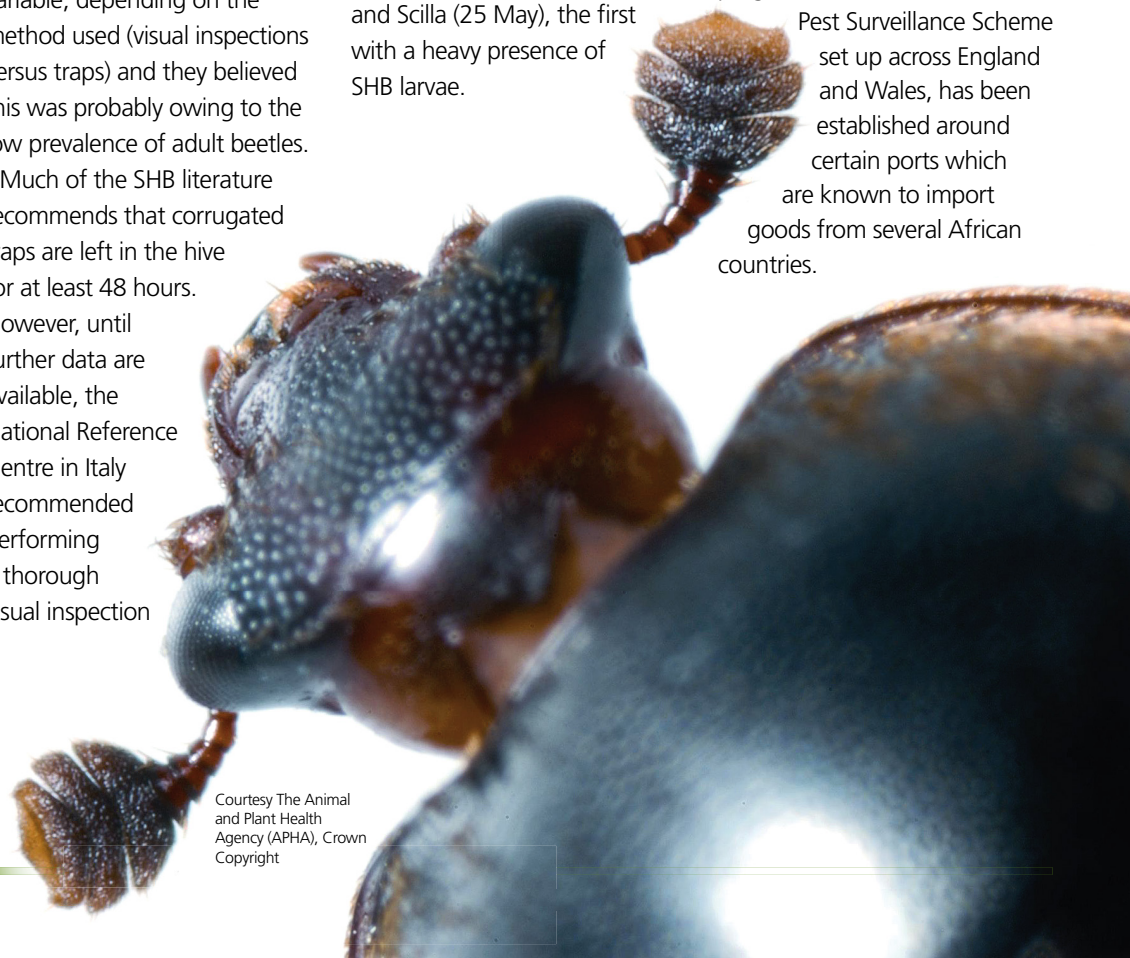 depending on the
method used (visual inspections
versus traps) and they believed
this was probably owing to the
low prevalence of adult beetles.
Much of the SHB literature
recommends that corrugated
traps are left in the hive
for at least 48 hours.
However, until
further data are
available, the
National Reference
Centre in Italy
recommended
performing
thorough
visual inspection
and Scilla (25 May), the first
with a heavy presence of
SHB larvae.
Pest Surveillance Scheme
set up across England
and Wales, has been
established around
certain ports which
are known to import
goods from several African
countries.
Courtesy The Animal
and Plant Health
Agency (APHA), Crown
Copyright